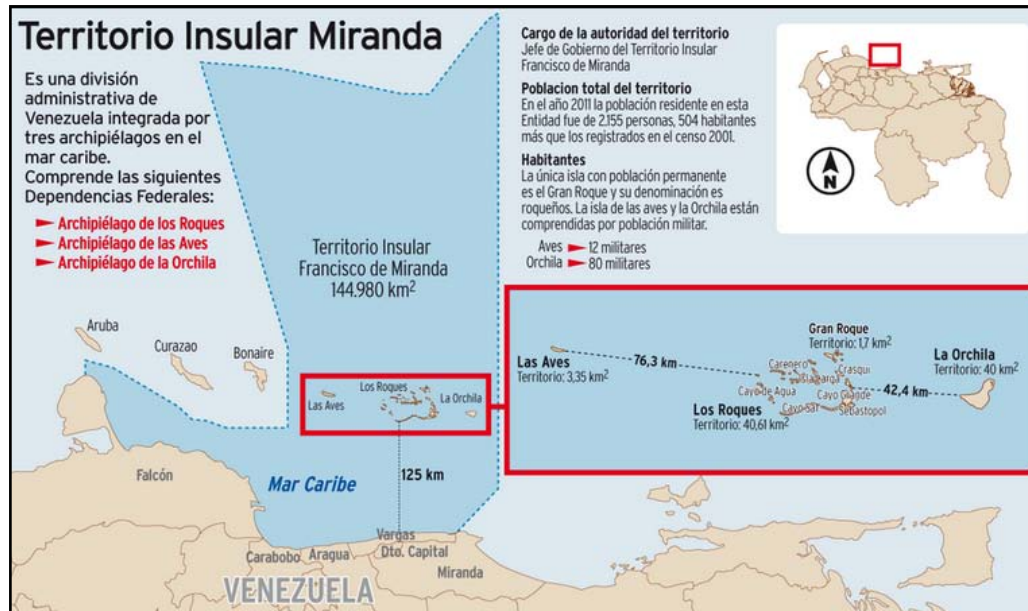 Territorio Insular Miranda
Es una división
administrativa de
Venezuela integrada por
tres archipiélagos en el
mar caribe.
Comprende las siguientes
Dependencias Federales:
Archipiélago de los Roques
Archipiélago de las Aves
Archipiélago de la Orchila
Cargo de la autoridad del territorio
Jefe de Gobierno del Territorio Insular
Francisco de Miranda
Poblacion total del territorio
En el año 2011 la población residente en esta
Entidad fue de 2.155 personas, 504 habitantes
más que los registrados en el censo 2001.
Habitantes
La única isla con población permanente
es el Gran Roque y su denominación es
roqueños. La isla de las aves y la Orchila están
comprendidas por población militar.
Aves 12 militares
Orchila 80 militares
N
Territorio Insular
Francisco de Miranda
144.980 km²
Aruba
Curazao
Bonaire
Las Aves
Los Roques
La Orchila
125 km
Mar Caribe
Falcón
Carabobo
Aragua
Vargas
Dto. Capital
Miranda
VENEZUELA
Las Aves
Territorio: 3,35 km²
76,3 km
Gran Roque
Territorio: 1,7 km²
Carenero
Crasqui
Isla Larga
Cayo de Agua
Cayo Grande
Cayo Sal
Sebastopol
Los Roques
Territorio: 40,61 km²
42,4 km
La Orchila
Territorio: 40 km²